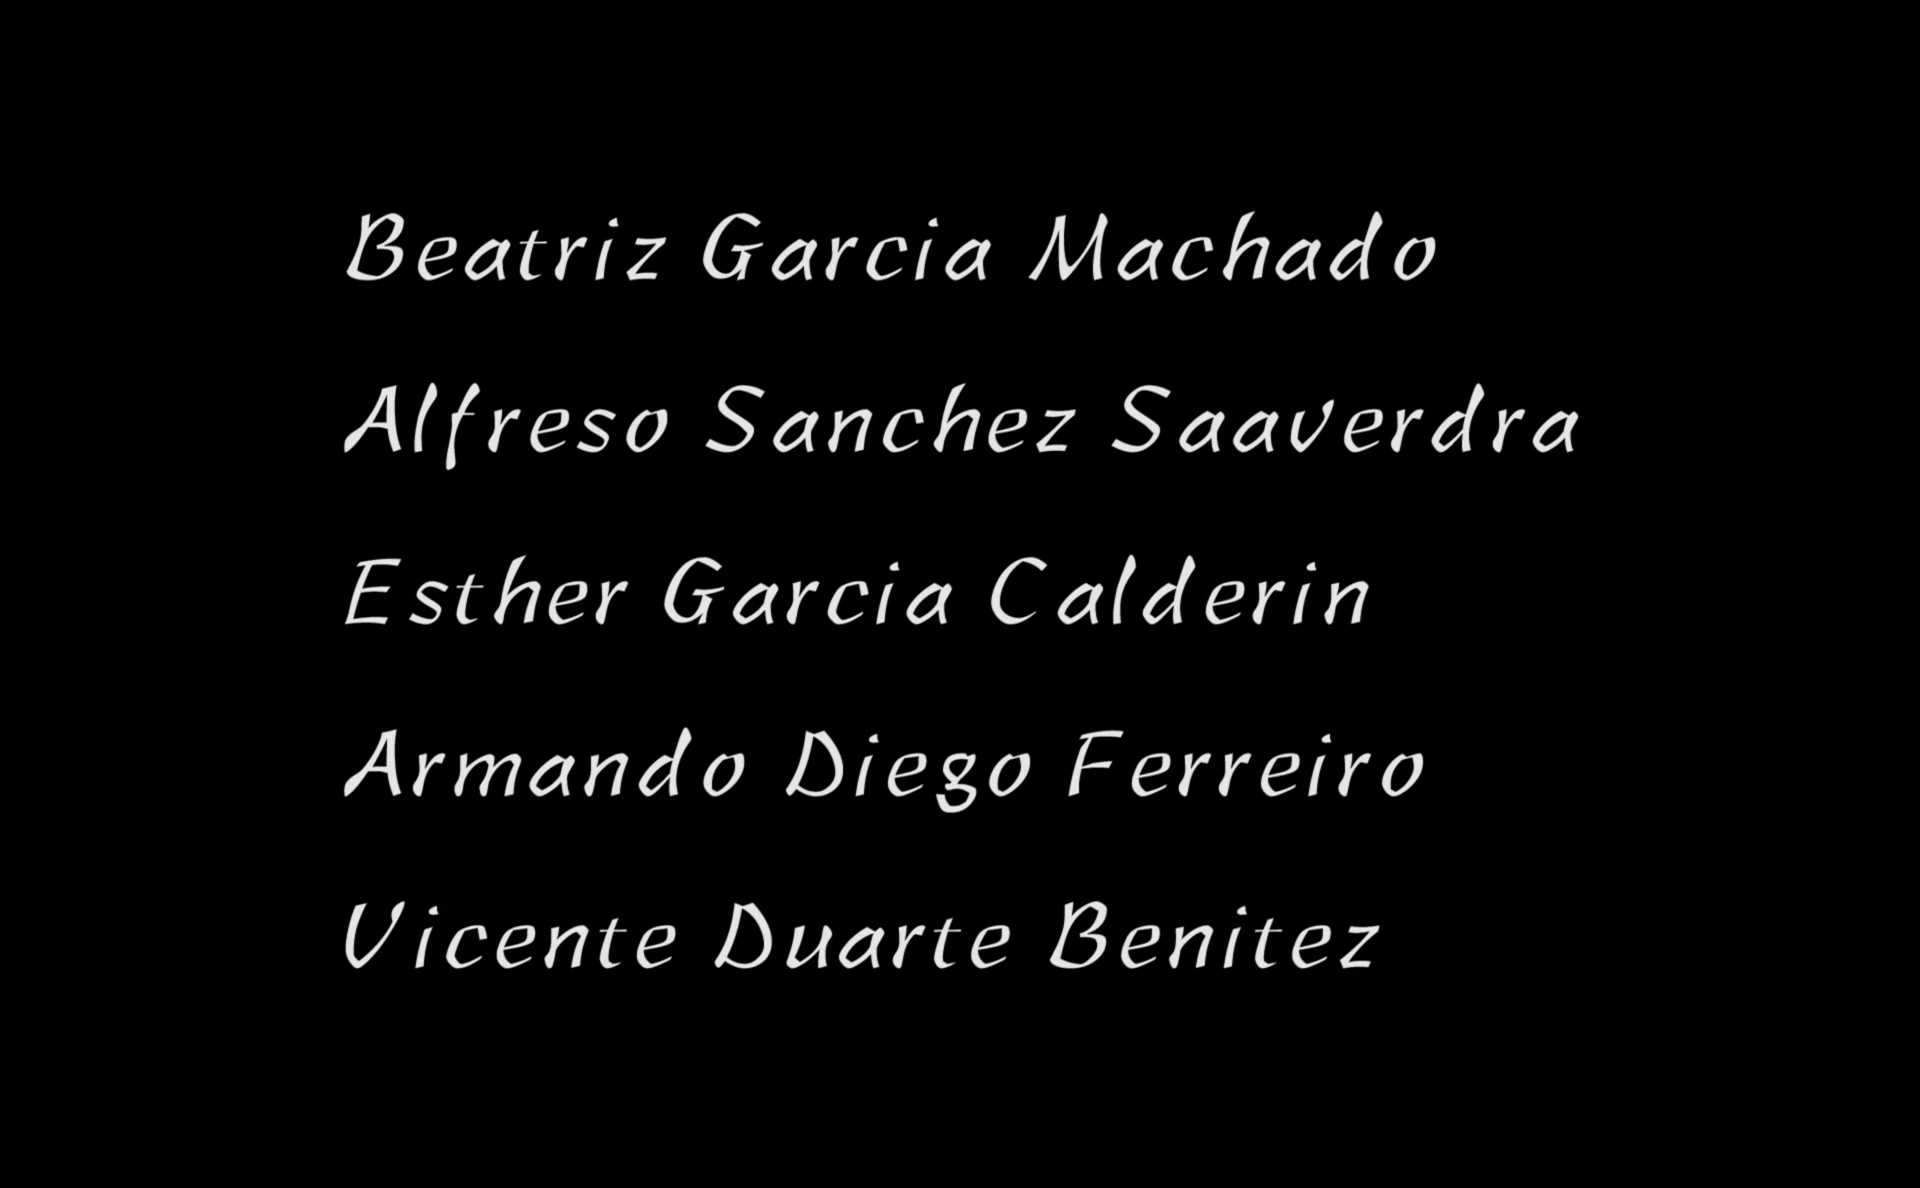 Beatriz Garcia Machado
Alfreso Sanchez Saaverdra
Esther Garcia Calderin
Armando Diego Ferreiro
Vicente Duarte Benitez